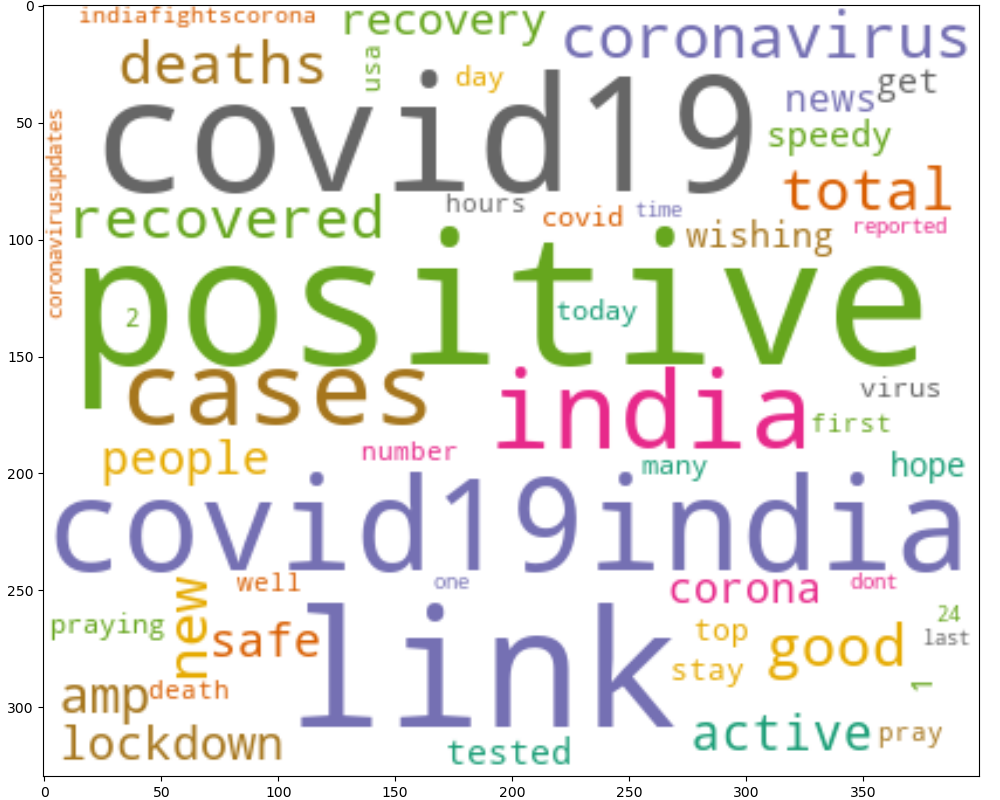 indiafightscorona
recovery
coronavirus
deaths
usa
day
covid19
news
get
speedy
coronavirusupdates
total
recovered
hours
covid
time
reported
wishing
positive
2
today
cases
india
virus
first
people
number
many
hope
covid19india
well
one
corona
dont
new
praying
safe
link
top
good
24
last
stay
1
amp
death
lockdown
tested
active
pray
0
50
100
150
200
250
300
0
50
100
150
200
250
300
350